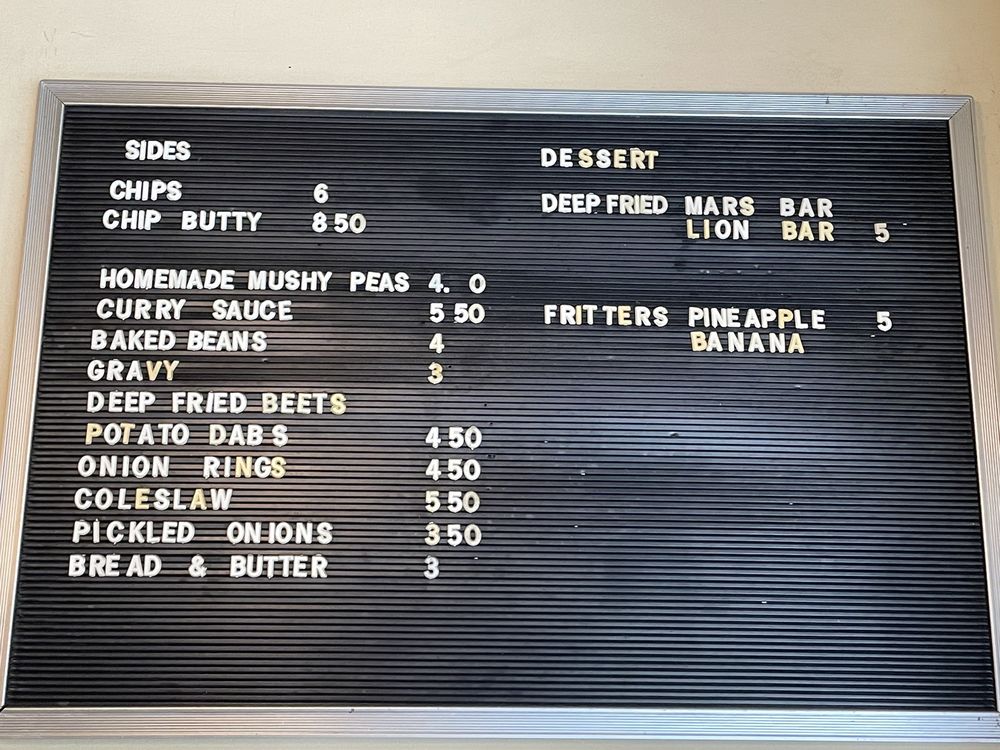 SIDES
CHIPS 6
CHIP BUTTY 8 50
HOMEMADE MUSHY PEAS 4. 0
CURRY SAUCE 5 50
BAKED BEANS 4
GRAVY 3
DEEP FRIED BEETS
POTATO DABS 4 50
ONION RINGS 4 50
COLESLAW 5 50
PICKLED ONIONS 3 50
BREAD & BUTTER 3
DESSERT
DEEP FRIED MARS BAR
LION BAR 5
FRITTERS PINEAPPLE 5
BANANA